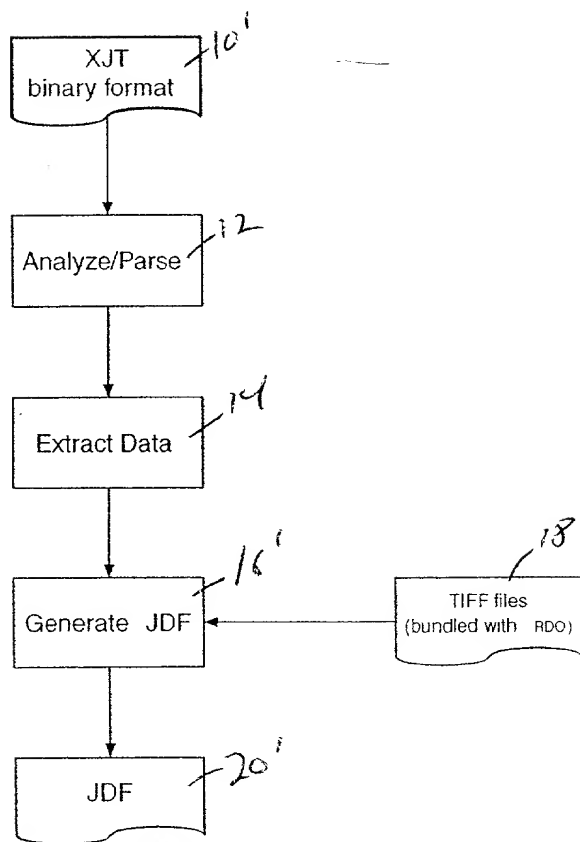 10'
XJT
binary format
12
Analyze/Parse
14
Extract Data
16'
Generate JDF
18
TIFF files
(bundled with RDO)
20'
JDF